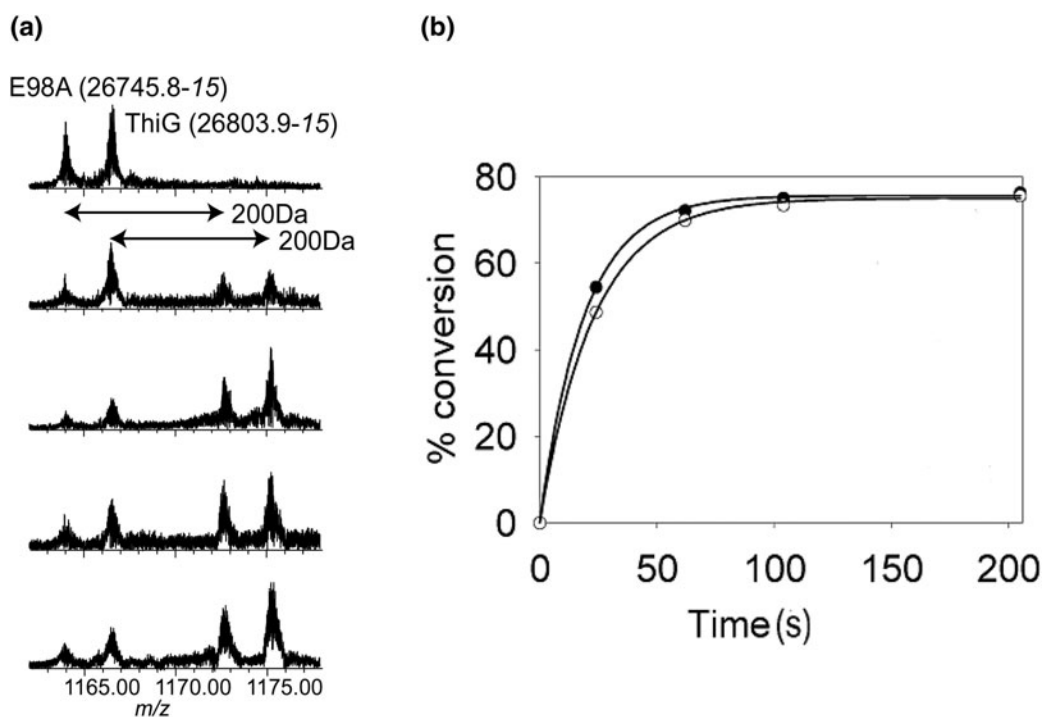 (a)
E98A (26745.8-15)
ThiG (26803.9-15)
200Da
200Da
1165.00 1170.00 1175.00
m/z
(b)
% conversion
80
60
40
20
0
0 50 100 150 200
Time (s)